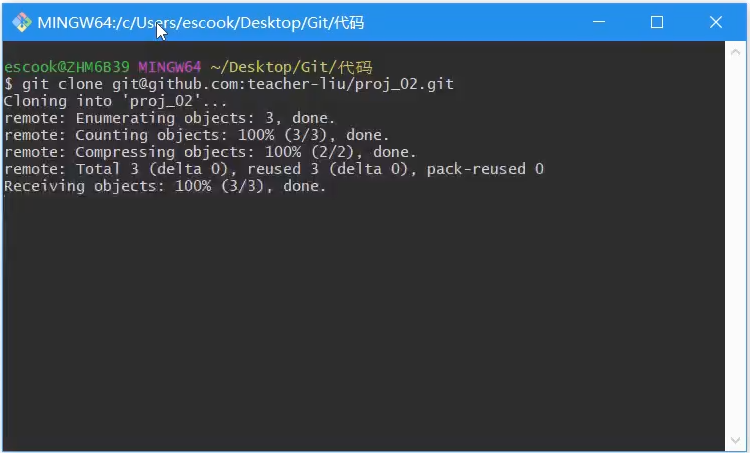 MINGW64:/c/Users/escook/Desktop/Git/代码
escook@ZHM6B39 MINGW64 ~/Desktop/Git/代码
$ git clone git@github.com:teacher-liu/proj_02.git
Cloning into 'proj_02'...
remote: Enumerating objects: 3, done.
remote: Counting objects: 100% (3/3), done.
remote: Compressing objects: 100% (2/2), done.
remote: Total 3 (delta 0), reused 3 (delta 0), pack-reused 0
Receiving objects: 100% (3/3), done.